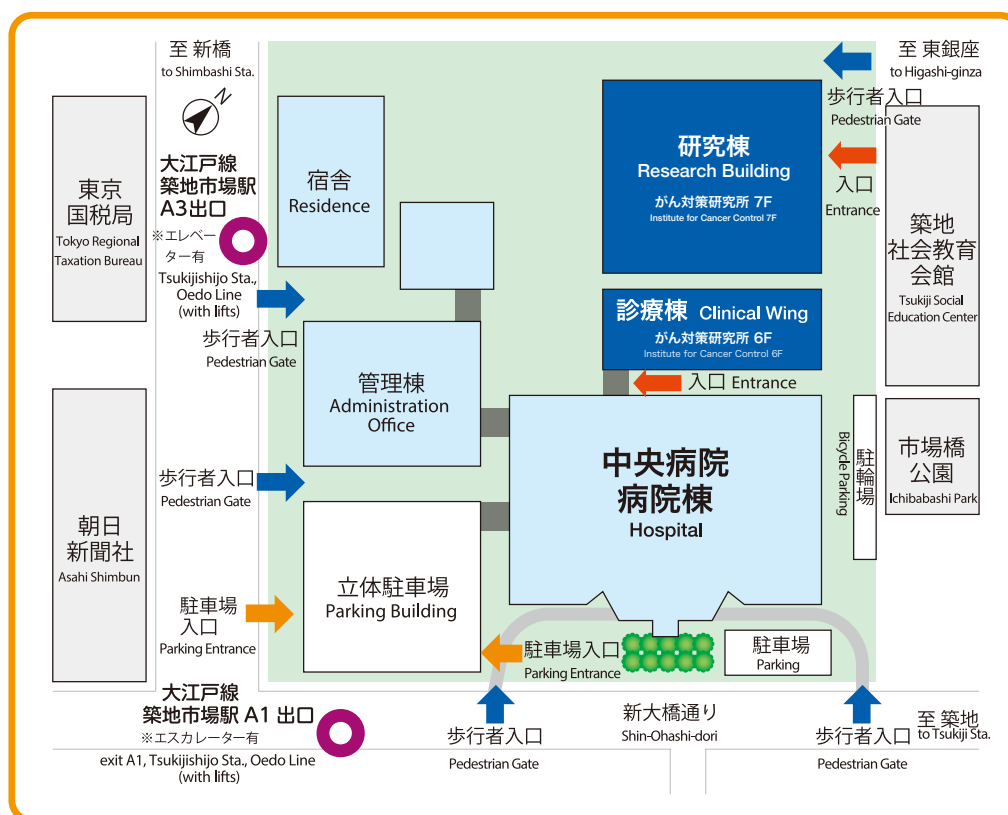 至 新橋
to Shimbashi Sta.
N
至 東銀座
to Higashi-ginza
歩行者入口
Pedestrian Gate
東京
国税局
Tokyo Regional
Taxation Bureau
大江戸線
築地市場駅
A3出口
※エレベー
ター有
Tsukijishijo Sta.,
Oedo Line
(with lifts)
宿舎
Residence
研究棟
Research Building
がん対策研究所 7F
Institute for Cancer Control 7F
入口
Entrance
築地
社会教育
会館
Tsukiji Social
Education Center
歩行者入口
Pedestrian Gate
診療棟 Clinical Wing
がん対策研究所 6F
Institute for Cancer Control 6F
入口 Entrance
管理棟
Administration
Office
歩行者入口
Pedestrian Gate
中央病院
病院棟
Hospital
駐輪場
Bicycle Parking
市場橋
公園
Ichibabashi Park
朝日
新聞社
Asahi Shimbun
立体駐車場
Parking Building
駐車場
入口
Parking Entrance
駐車場入口
Parking Entrance
駐車場
Parking
大江戸線
築地市場駅 A1 出口
※エスカレーター有
exit A1, Tsukijishijo Sta., Oedo Line
(with lifts)
歩行者入口
Pedestrian Gate
新大橋通り
Shin-Ohashi-dori
歩行者入口
Pedestrian Gate
至 築地
to Tsukiji Sta.